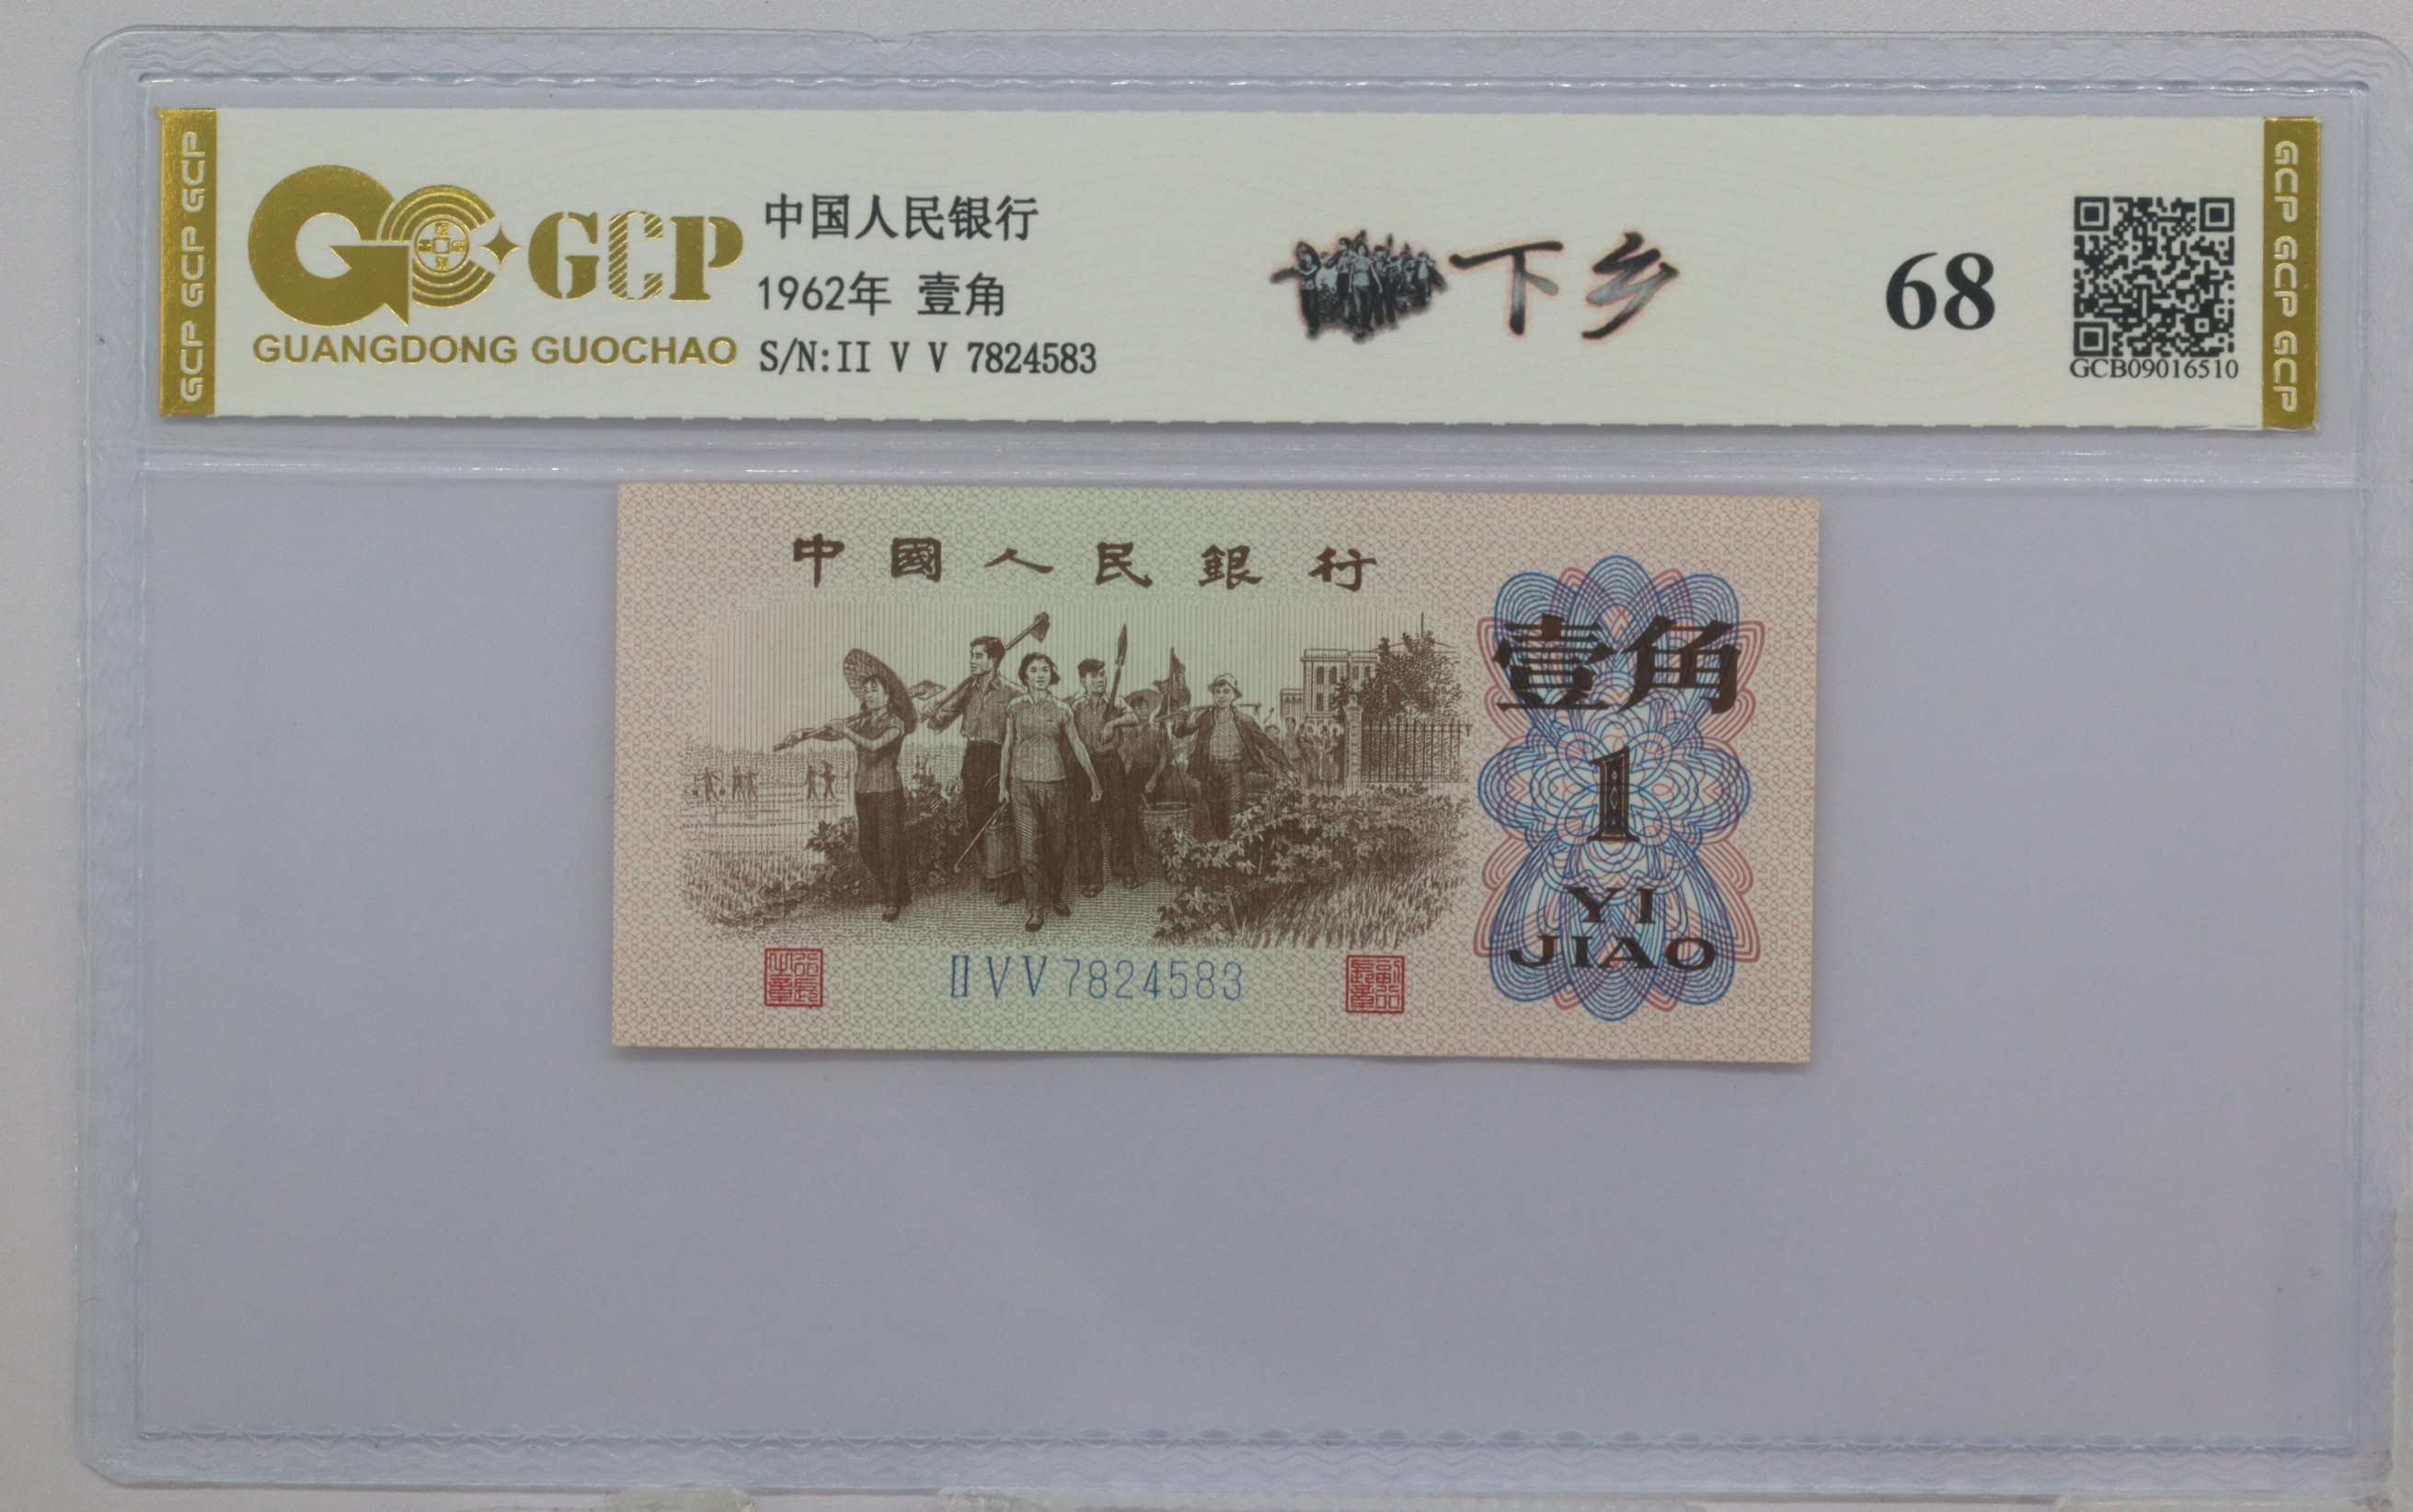 GCP GCP GCP
GCP
GUANGDONG GUOCHAO
中国人民银行
1962年 壹角
S/N:II V V 7824583
下乡
68
GCB09016510
GCP GCP GCP
中國人民銀行
壹角
1
YI
JIAO
II V V 7824583